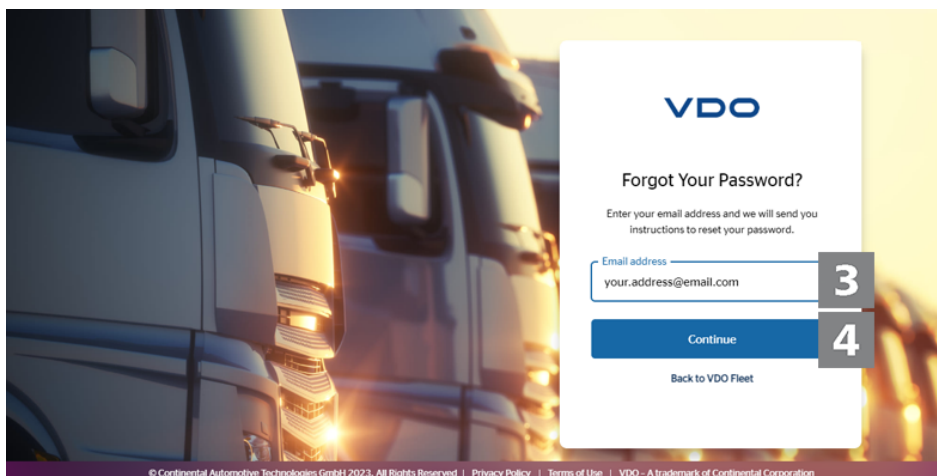 VDO
Forgot Your Password?
Enter your email address and we will send you
instructions to reset your password.
Email address
your.address@email.com
3
Continue
4
Back to VDO Fleet
© Continental Automotive Technologies GmbH 2023. All Rights Reserved | Privacy Policy | Terms of Use | VDO – A trademark of Continental Corporation